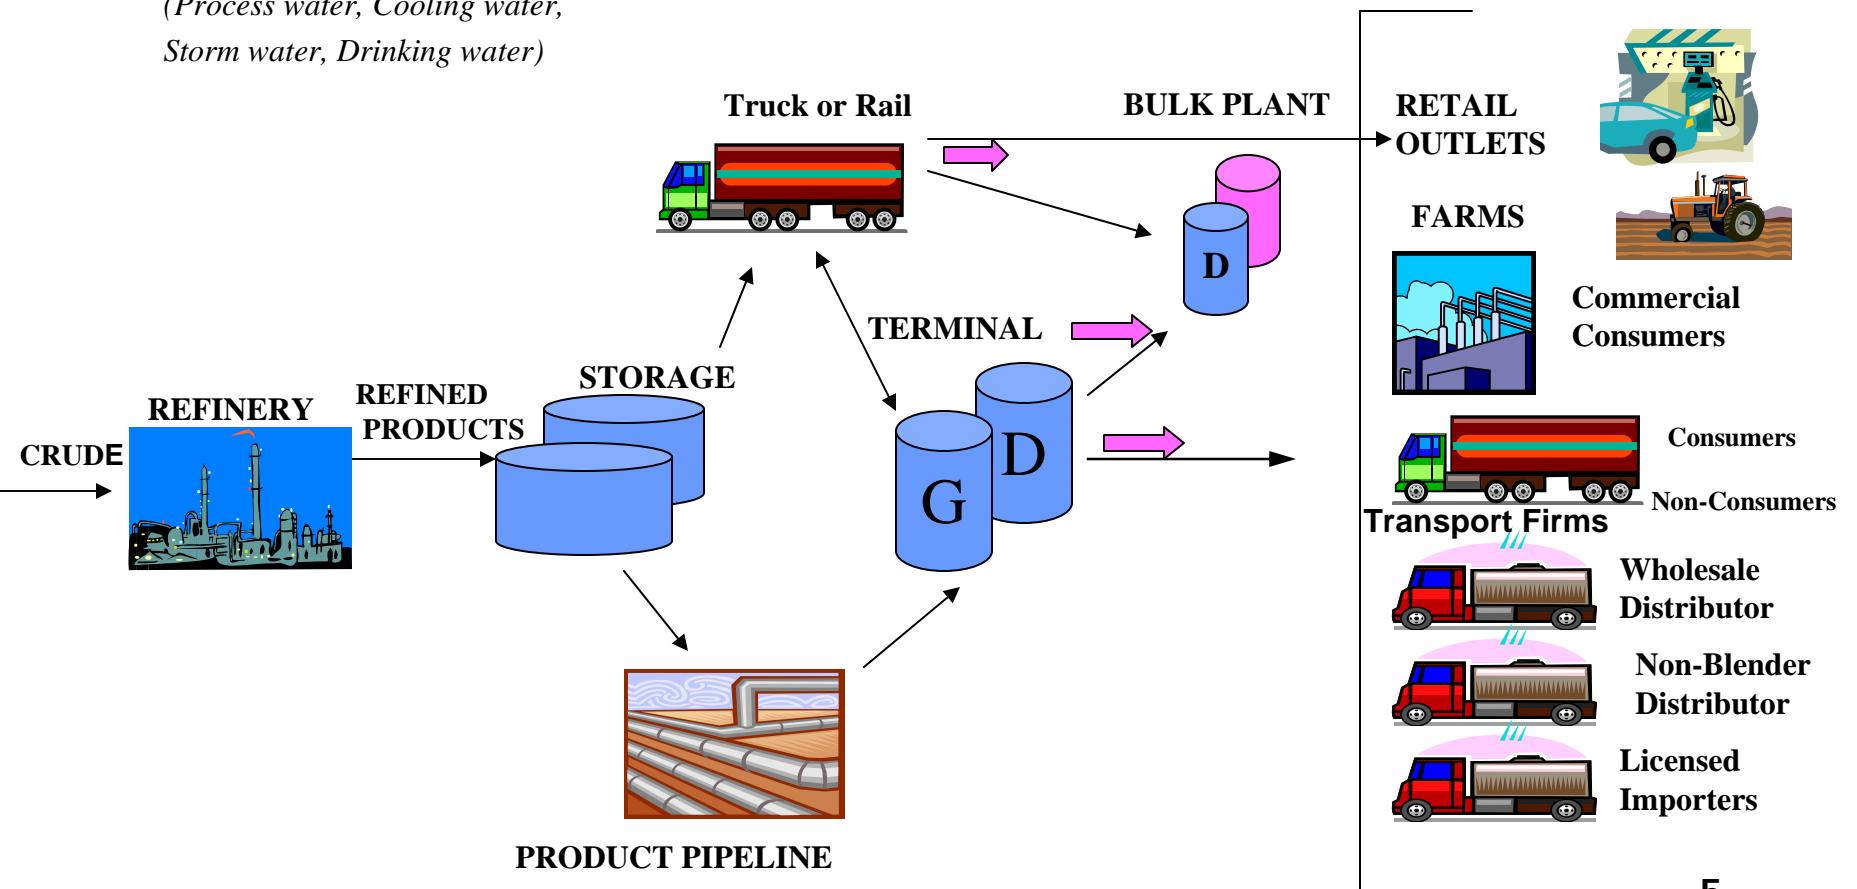 (Process water, Cooling water,
Storm water, Drinking water)
Truck or Rail
BULK PLANT
RETAIL
OUTLETS
FARMS
D
Commercial
Consumers
TERMINAL
STORAGE
REFINED
PRODUCTS
REFINERY
CRUDE
D
G
Consumers
Non-Consumers
Transport Firms
Wholesale
Distributor
Non-Blender
Distributor
Licensed
Importers
PRODUCT PIPELINE
5